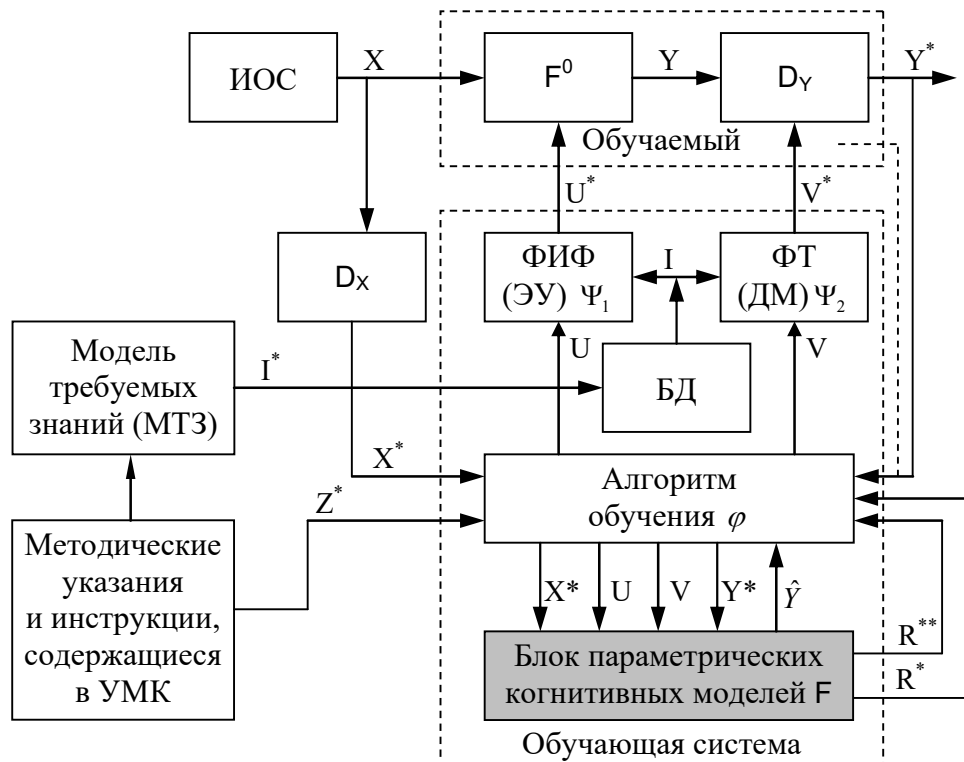 X
Y
Y*
ИОС
F⁰
D_Y
Обучаемый
U*
V*
D_X
ФИФ
(ЭУ) Ψ₁
I
ФТ
(ДМ) Ψ₂
U
V
Модель
требуемых
знаний (МТЗ)
I*
БД
X*
Z*
Алгоритм
обучения φ
Методические
указания
и инструкции,
содержащиеся
в УМК
X*
U
V
Y*
Ŷ
R**
R*
Блок параметрических
когнитивных моделей F
Обучающая система